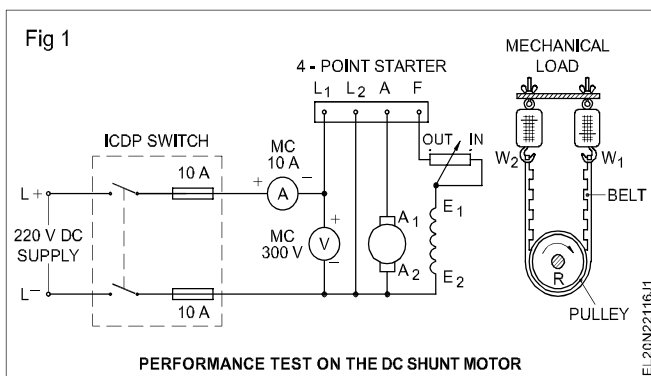 Fig 1
4 - POINT STARTER
L1 L2 A F
MECHANICAL
LOAD
ICDP SWITCH
OUT IN
MC
10 A
10 A
+ A -
W2 W1
L+
+
E1
BELT
220 V DC
SUPPLY
MC
300 V
V
A1
A2
-
E2
R
L-
10 A
PULLEY
PERFORMANCE TEST ON THE DC SHUNT MOTOR
EL20N22116J1